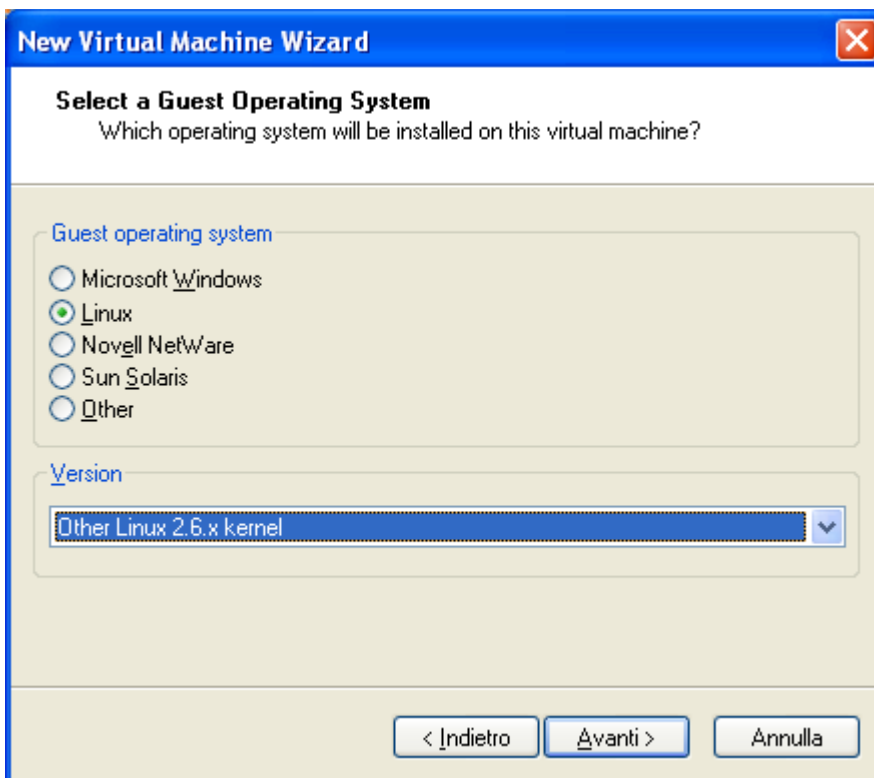 New Virtual Machine Wizard
Select a Guest Operating System
Which operating system will be installed on this virtual machine?
Guest operating system
Microsoft Windows
Linux
Novell NetWare
Sun Solaris
Other
Version
Other Linux 2.6.x kernel
< Indietro
Avanti >
Annulla